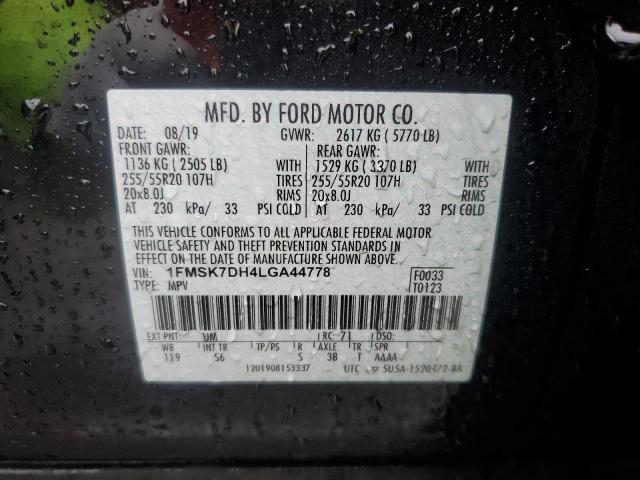 MFD. BY FORD MOTOR CO.
DATE: 08/19 GVWR: 2617 KG ( 5770 LB)
FRONT GAWR: REAR GAWR:
1136 KG ( 2505 LB) WITH 1529 KG ( 3370 LB) WITH
255/55R20 107H TIRES 255/55R20 107H TIRES
20x8.0J RIMS 20x8.0J RIMS
AT 230 kPa/ 33 PSI COLD AT 230 kPa/ 33 PSI COLD
THIS VEHICLE CONFORMS TO ALL APPLICABLE FEDERAL MOTOR
VEHICLE SAFETY AND THEFT PREVENTION STANDARDS IN
EFFECT ON THE DATE OF MANUFACTURE SHOWN ABOVE.
VIN: 1FMSK7DH4LGA44778 F0033
TYPE: MPV T0123
EXT PNT: UM RC: 71 DSO:
WB INT TR TP/PS R AXLE TR SPR
119 S6 S 3B T AAAA
1201908153337 UTC 5U5A-1520472-BA